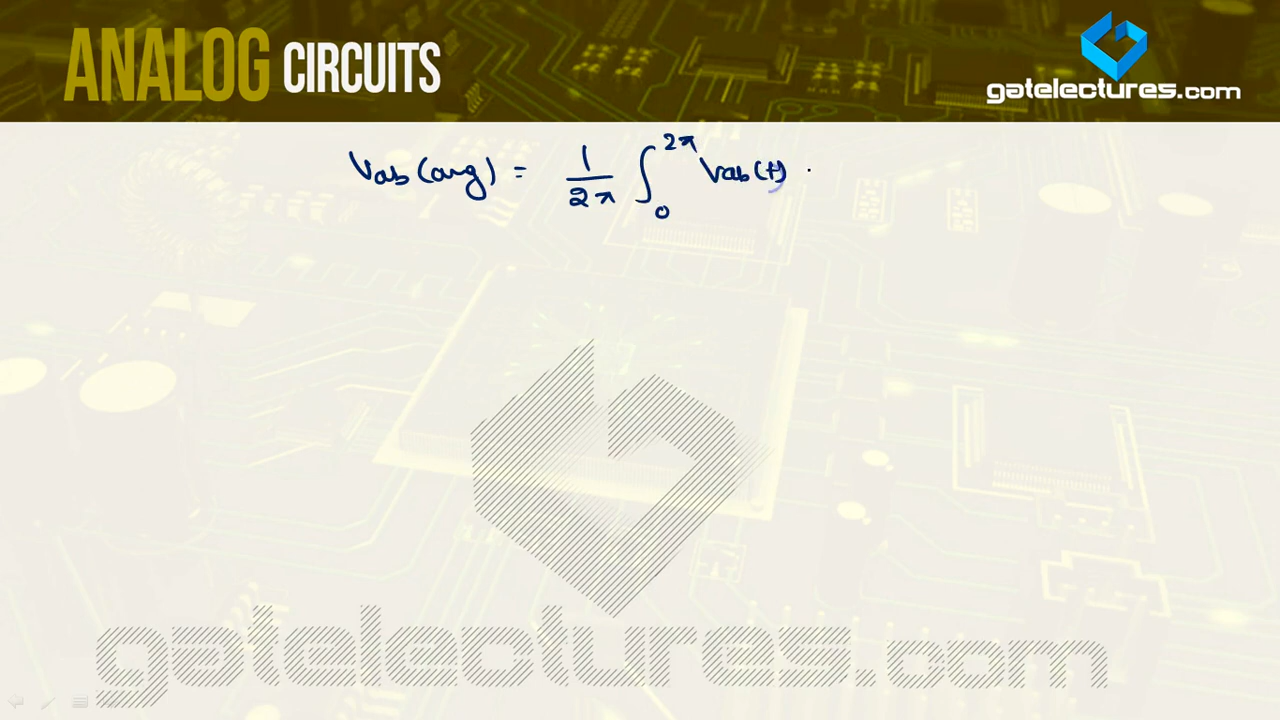 ANALOG CIRCUITS
gatelectures.com
Vab(avg) = 1/2π ∫₀^2π Vab(t) .
gatelectures.com